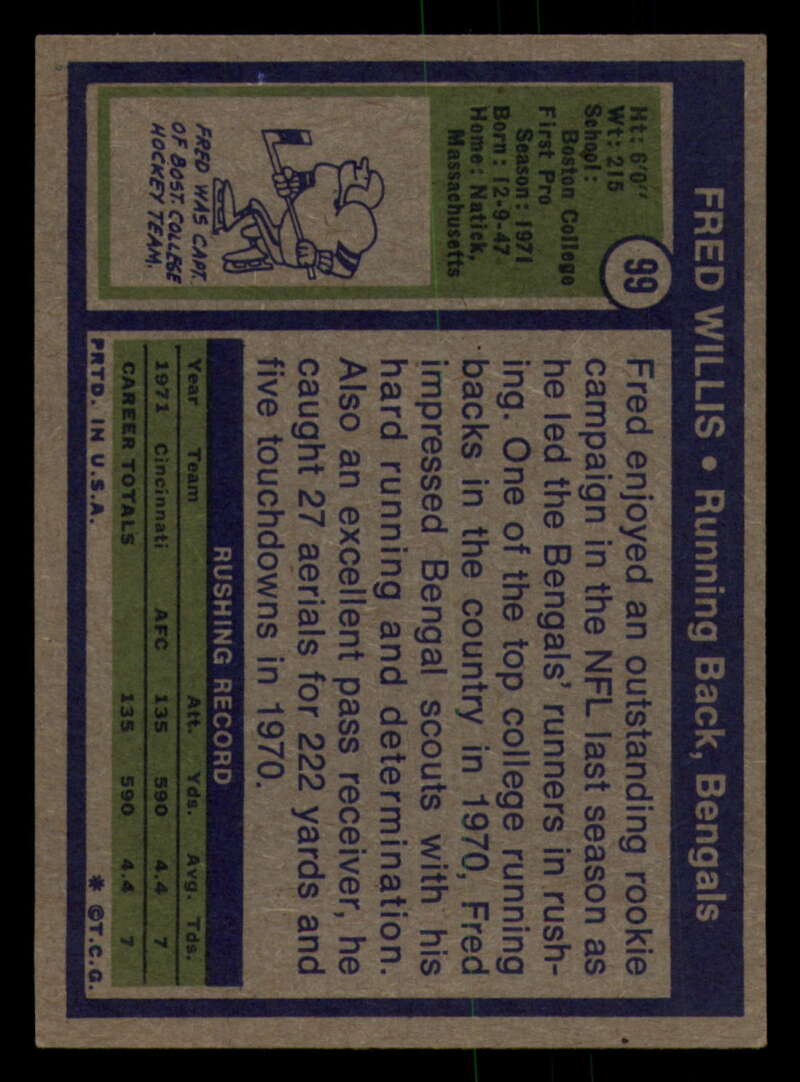 FRED WILLIS • Running Back, Bengals
99
Ht: 6'0"
Wt: 215
School:
Boston College
First Pro
Season: 1971
Born: 12-9-47
Home: Natick,
Massachusetts
FRED WAS CAPT.
OF BOST. COLLEGE
HOCKEY TEAM.
Fred enjoyed an outstanding rookie
campaign in the NFL last season as
he led the Bengals' runners in rush-
ing. One of the top college running
backs in the country in 1970, Fred
impressed Bengal scouts with his
hard running and determination.
Also an excellent pass receiver, he
caught 27 aerials for 222 yards and
five touchdowns in 1970.
RUSHING RECORD
Year Team Att. Yds. Avg. Tds.
1971 Cincinnati AFC 135 590 4.4 7
CAREER TOTALS 135 590 4.4 7
PRTD. IN U.S.A. * ©T.C.G.